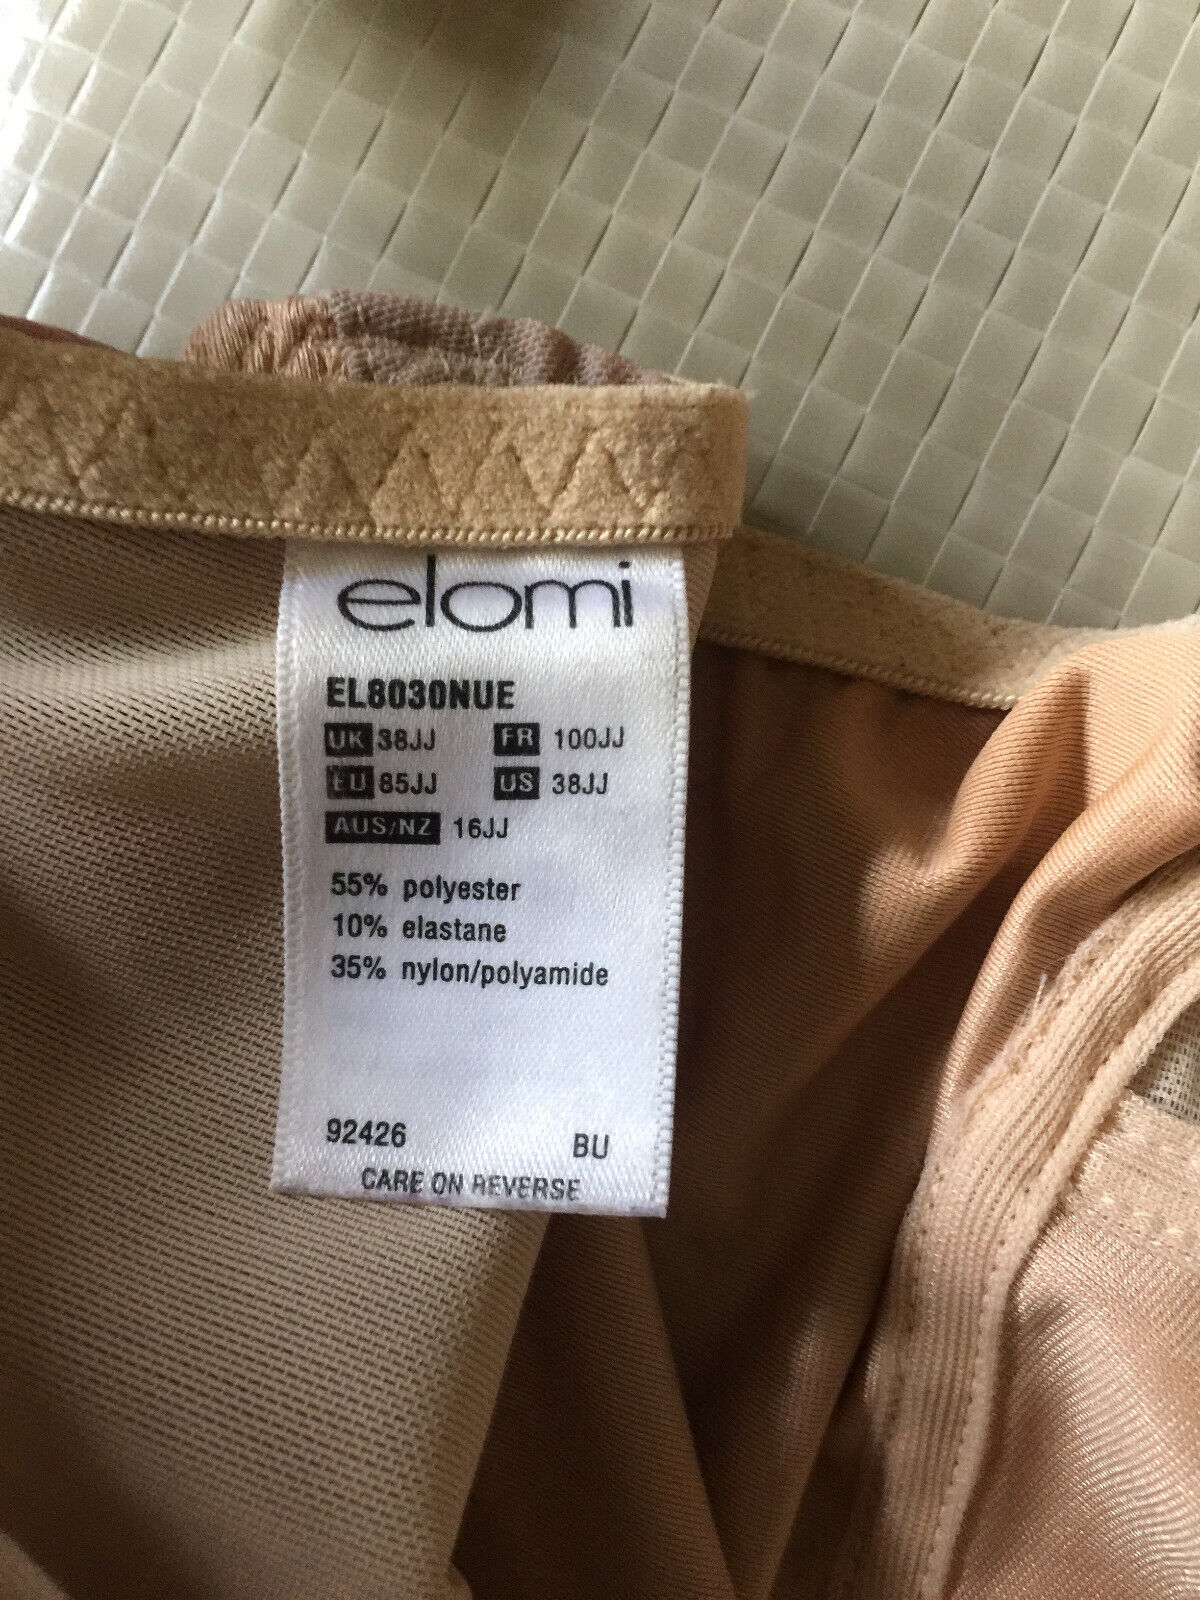 elomi
EL8030NUE
UK 38JJ FR 100JJ
EU 85JJ US 38JJ
AUS/NZ 16JJ
55% polyester
10% elastane
35% nylon/polyamide
92426 BU
CARE ON REVERSE